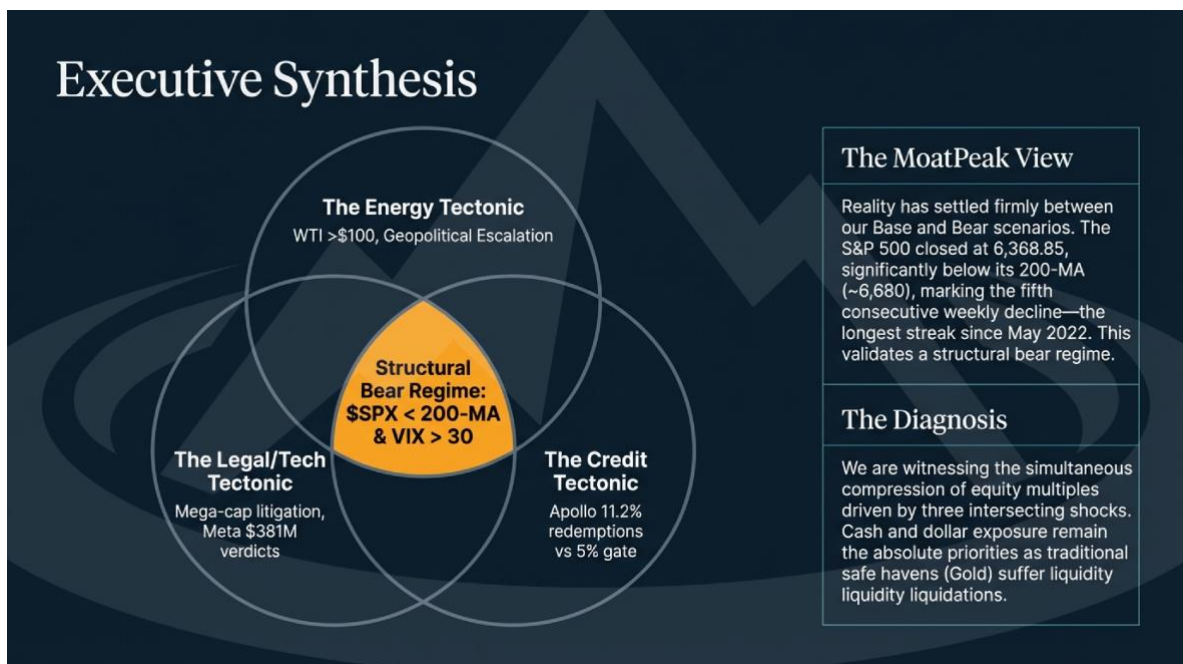 Executive Synthesis
The Energy Tectonic
WTI >$100, Geopolitical Escalation
Structural
Bear Regime:
$SPX < 200-MA
& VIX > 30
The Legal/Tech
Tectonic
Mega-cap litigation,
Meta $381M
verdicts
The Credit
Tectonic
Apollo 11.2%
redemptions
vs 5% gate
The MoatPeak View
Reality has settled firmly between
our Base and Bear scenarios. The
S&P 500 closed at 6,368.85,
significantly below its 200-MA
(~6,680), marking the fifth
consecutive weekly decline—the
longest streak since May 2022. This
validates a structural bear regime.
The Diagnosis
We are witnessing the simultaneous
compression of equity multiples
driven by three intersecting shocks.
Cash and dollar exposure remain
the absolute priorities as traditional
safe havens (Gold) suffer liquidity
liquidity liquidations.